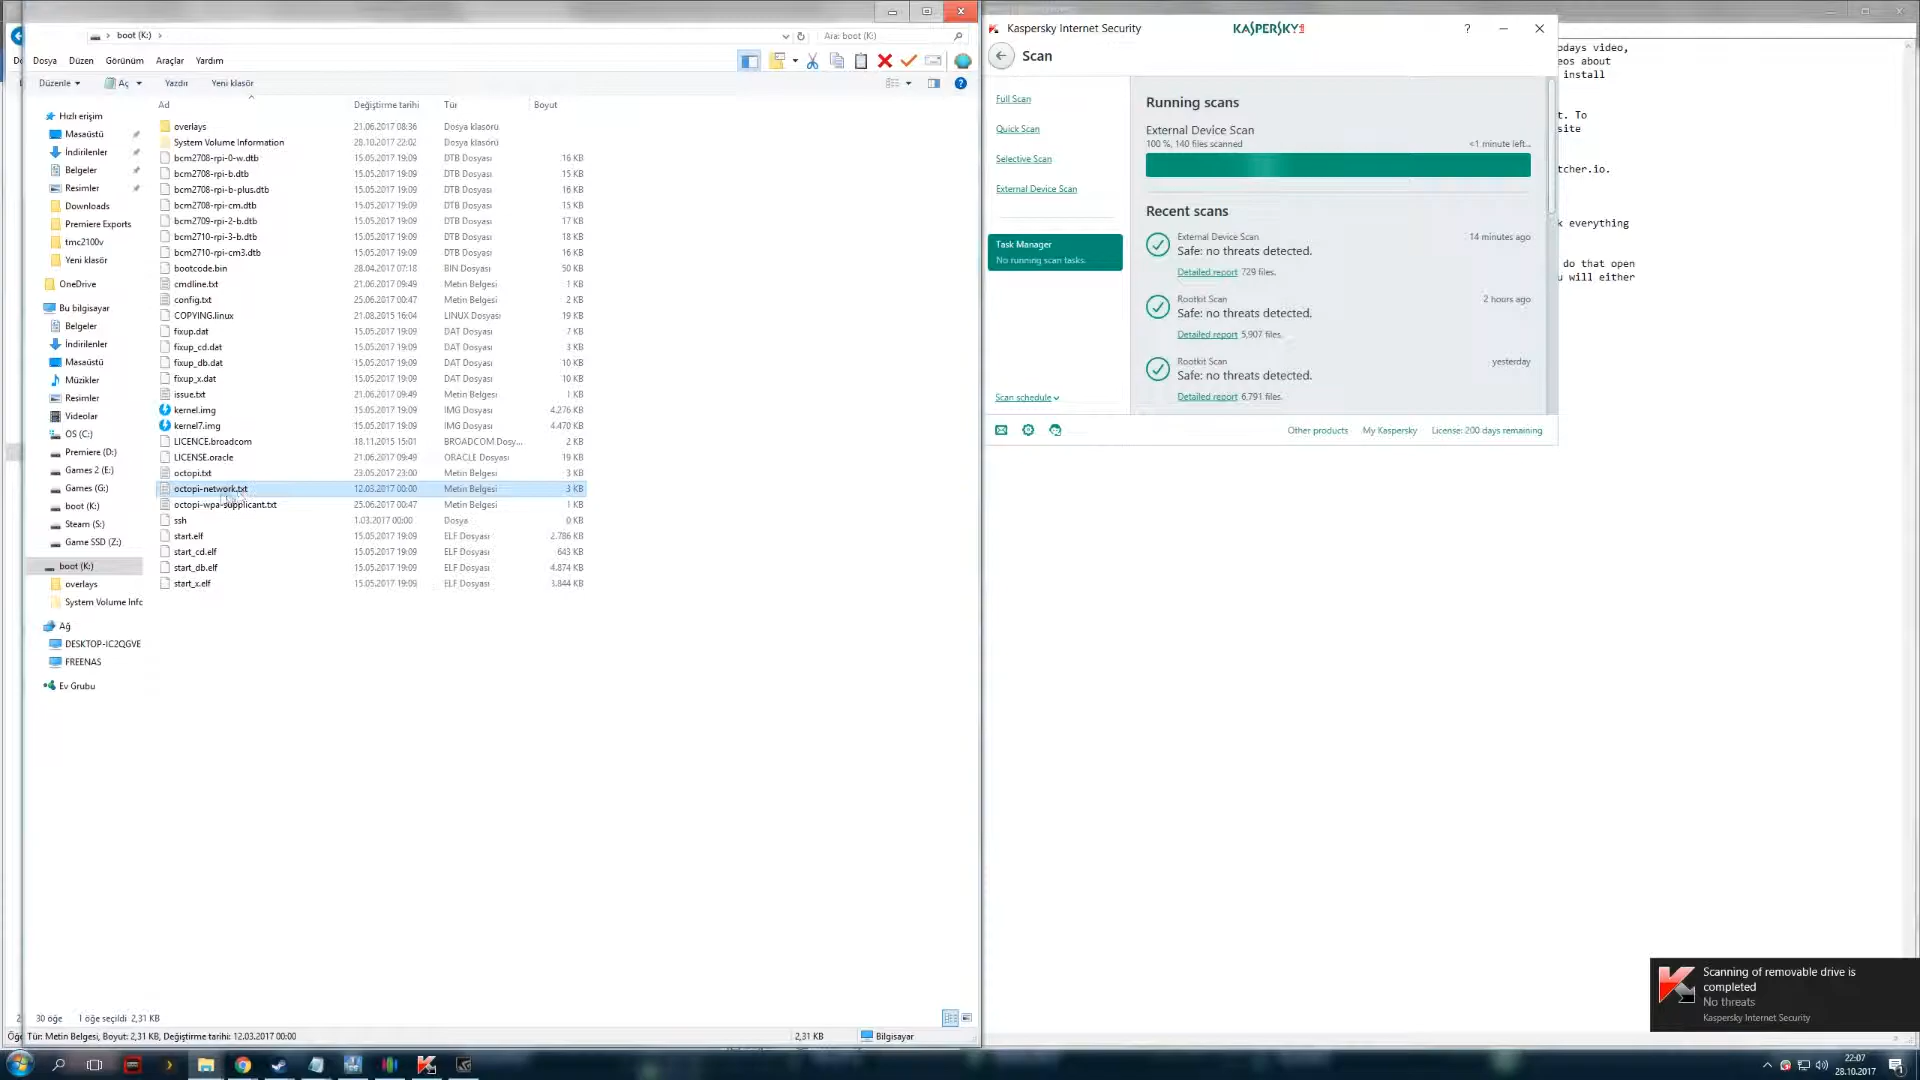 boot (K:)
Ara: boot (K:)
Dosya Düzen Görünüm Araçlar Yardım
Düzenle Aç Yazdır Yeni klasör
Hızlı erişim
Masaüstü
İndirilenler
Belgeler
Resimler
Downloads
Premiere Exports
tmc2100v
Yeni klasör
OneDrive
Bu bilgisayar
Belgeler
İndirilenler
Masaüstü
Müzikler
Resimler
Videolar
OS (C:)
Premiere (D:)
Games 2 (E:)
Games (G:)
boot (K:)
Steam (S:)
Game SSD (Z:)
boot (K:)
overlays
System Volume Infc
Ağ
DESKTOP-IC2QGVE
FREENAS
Ev Grubu
Ad Değiştirme tarihi Tür Boyut
overlays 21.06.2017 08:36 Dosya klasörü
System Volume Information 28.10.2017 22:02 Dosya klasörü
bcm2708-rpi-0-w.dtb 15.05.2017 19:09 DTB Dosyası 16 KB
bcm2708-rpi-b.dtb 15.05.2017 19:09 DTB Dosyası 15 KB
bcm2708-rpi-b-plus.dtb 15.05.2017 19:09 DTB Dosyası 16 KB
bcm2708-rpi-cm.dtb 15.05.2017 19:09 DTB Dosyası 15 KB
bcm2709-rpi-2-b.dtb 15.05.2017 19:09 DTB Dosyası 17 KB
bcm2710-rpi-3-b.dtb 15.05.2017 19:09 DTB Dosyası 18 KB
bcm2710-rpi-cm3.dtb 15.05.2017 19:09 DTB Dosyası 16 KB
bootcode.bin 28.04.2017 07:18 BIN Dosyası 50 KB
cmdline.txt 21.06.2017 09:49 Metin Belgesi 1 KB
config.txt 25.06.2017 00:47 Metin Belgesi 2 KB
COPYING.linux 21.08.2015 16:04 LINUX Dosyası 19 KB
fixup.dat 15.05.2017 19:09 DAT Dosyası 7 KB
fixup_cd.dat 15.05.2017 19:09 DAT Dosyası 3 KB
fixup_db.dat 15.05.2017 19:09 DAT Dosyası 10 KB
fixup_x.dat 15.05.2017 19:09 DAT Dosyası 10 KB
issue.txt 21.06.2017 09:49 Metin Belgesi 1 KB
kernel.img 15.05.2017 19:09 IMG Dosyası 4.276 KB
kernel7.img 15.05.2017 19:09 IMG Dosyası 4.470 KB
LICENCE.broadcom 18.11.2015 15:01 BROADCOM Dosy... 2 KB
LICENSE.oracle 21.06.2017 09:49 ORACLE Dosyası 19 KB
octopi.txt 23.05.2017 23:00 Metin Belgesi 3 KB
octopi-network.txt 12.03.2017 00:00 Metin Belgesi 3 KB
octopi-wpa-supplicant.txt 25.06.2017 00:47 Metin Belgesi 1 KB
ssh 1.03.2017 00:00 Dosya 0 KB
start.elf 15.05.2017 19:09 ELF Dosyası 2.786 KB
start_cd.elf 15.05.2017 19:09 ELF Dosyası 643 KB
start_db.elf 15.05.2017 19:09 ELF Dosyası 4.874 KB
start_x.elf 15.05.2017 19:09 ELF Dosyası 3.844 KB
30 öğe 1 öğe seçildi 2,31 KB
Tür: Metin Belgesi, Boyut: 2,31 KB, Değiştirme tarihi: 12.03.2017 00:00 2,31 KB Bilgisayar
Kaspersky Internet Security
KASPERSKY
Scan
Full Scan
Quick Scan
Selective Scan
External Device Scan
Task Manager
No running scan tasks.
Scan schedule
Running scans
External Device Scan
100 %, 140 files scanned <1 minute left...
Recent scans
External Device Scan 14 minutes ago
Safe: no threats detected.
Detailed report 729 files.
Rootkit Scan 2 hours ago
Safe: no threats detected.
Detailed report 5,907 files.
Rootkit Scan yesterday
Safe: no threats detected.
Detailed report 6,791 files.
Other products My Kaspersky License: 200 days remaining
odays video,
eos about
install
t. To
site
tcher.io.
k everything
do that open
u will either
Scanning of removable drive is
completed
No threats
Kaspersky Internet Security
22:07
28.10.2017